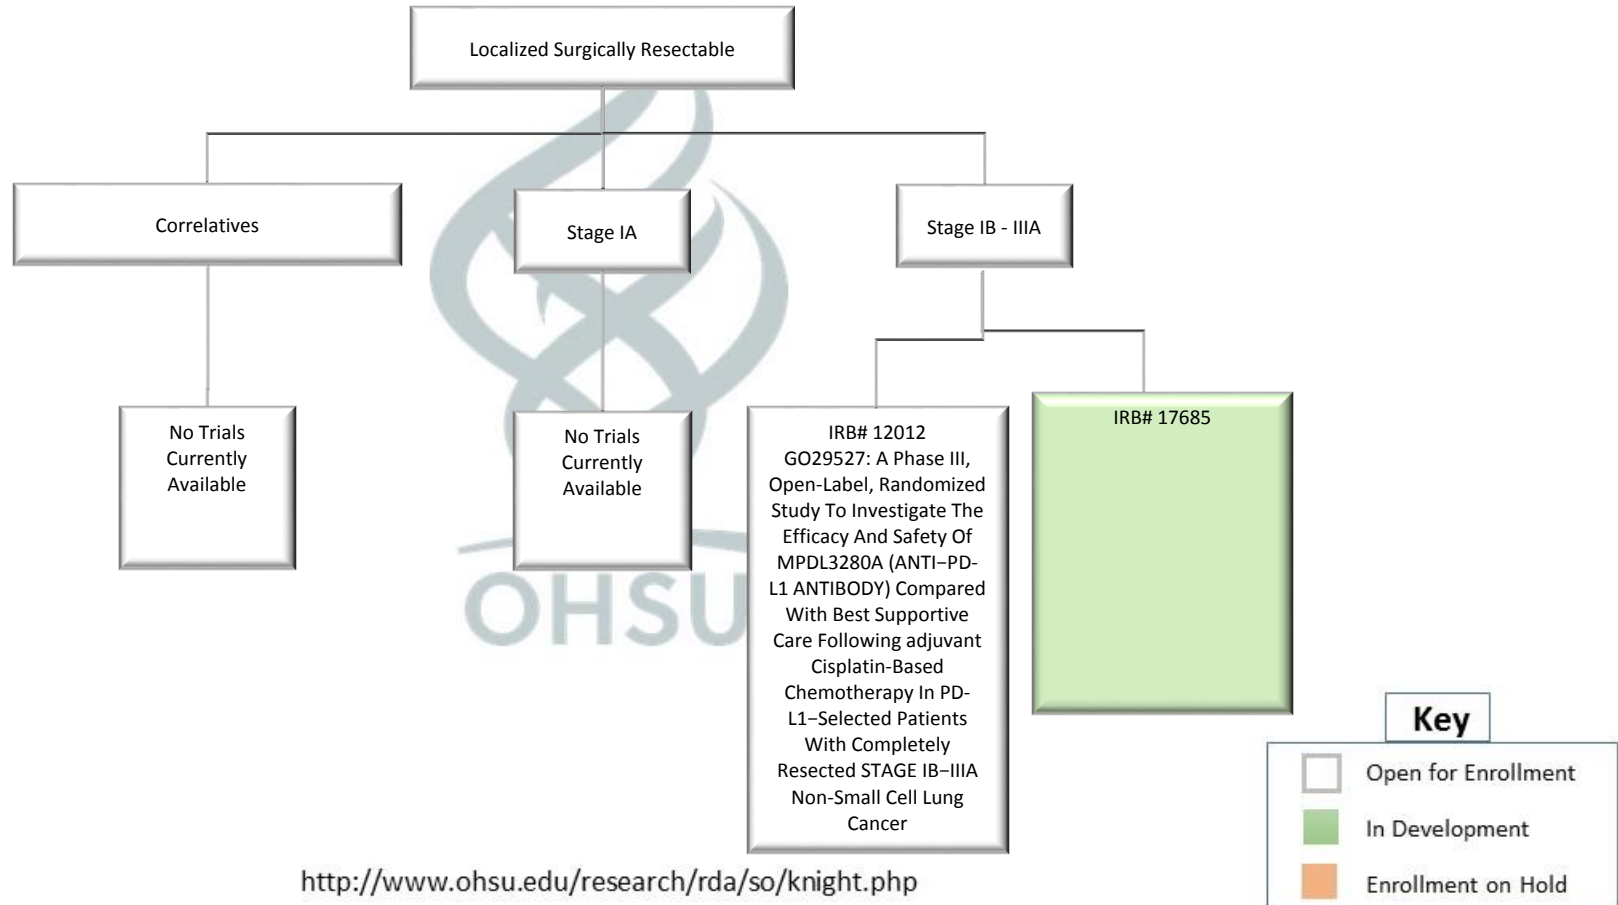 Localized Surgically Resectable
Correlatives
Stage IA
Stage IB - IIIA
No Trials
Currently
Available
No Trials
Currently
Available
IRB# 12012
GO29527: A Phase III,
Open-Label, Randomized
Study To Investigate The
Efficacy And Safety Of
MPDL3280A (ANTI−PD-
L1 ANTIBODY) Compared
With Best Supportive
Care Following adjuvant
Cisplatin-Based
Chemotherapy In PD-
L1−Selected Patients
With Completely
Resected STAGE IB−IIIA
Non-Small Cell Lung
Cancer
IRB# 17685
OHSU
Key
Open for Enrollment
In Development
Enrollment on Hold
http://www.ohsu.edu/research/rda/so/knight.php